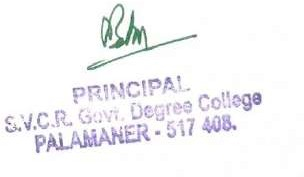 PRINCIPAL
S.V.C.R. Govt. Degree College
PALAMANER - 517 408.